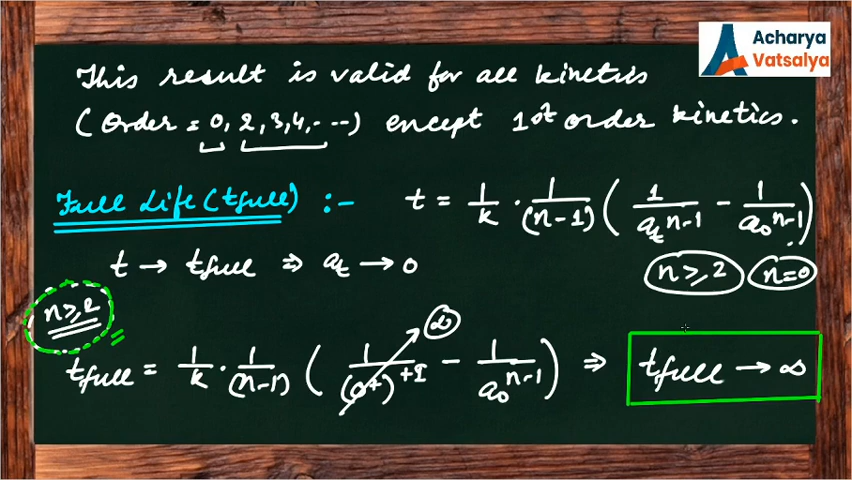 Acharya
Vatsalya
This result is valid for all kinetics
(Order = 0, 2, 3, 4, - - --) except 1st order kinetics.
Full Life (tfull) :- t = 1/k · 1/(n-1) ( 1/at^n-1 - 1/a0^n-1 )
t → tfull ⇒ at → 0
n ≥ 2 n=0
n ≥ 2
tfull = 1/k · 1/(n-1) ( 1/(0+)^+I - 1/a0^n-1 ) ⇒ tfull → ∞
∞